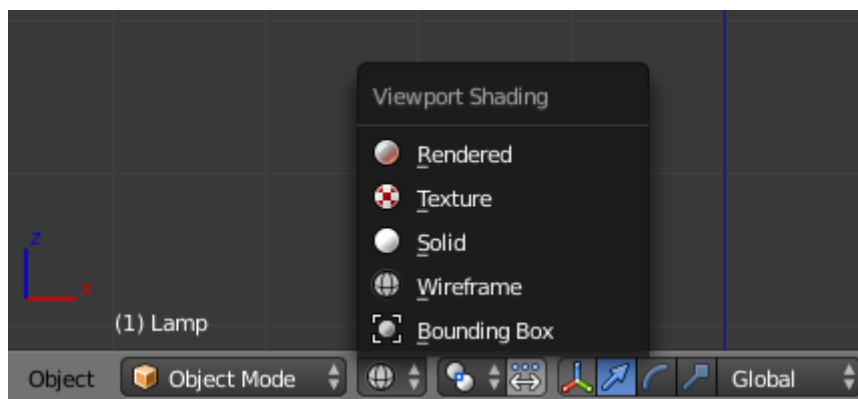 Viewport Shading
Rendered
Texture
Solid
Wireframe
Bounding Box
z
x
(1) Lamp
Object Object Mode Global